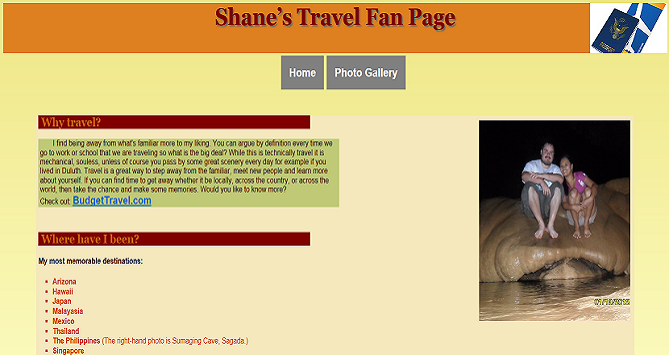 Shane's Travel Fan Page
Home
Photo Gallery
Why travel?
I find being away from what's familiar more to my liking. You can argue by definition every time we
go to work or school that we are traveling so what is the big deal? While this is technically travel it is
mechanical, souless, unless of course you pass by some great scenery every day for example if you
lived in Duluth. Travel is a great way to step away from the familiar, meet new people and learn more
about yourself. If you can find time to get away whether it be locally, across the country, or across the
world, then take the chance and make some memories. Would you like to know more?
Check out: BudgetTravel.com
Where have I been?
My most memorable destinations:
Arizona
Hawaii
Japan
Malaysia
Mexico
Thailand
The Philippines (The right-hand photo is Sumaging Cave, Sagada.)
Singapore